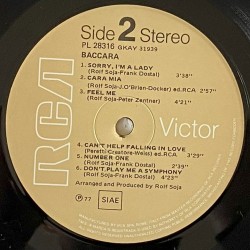 Side 2 Stereo
PL 28316 GKAY 31929
BACCARA
1- SORRY, I'M A LADY
(Rolf Soja-Frank Dostal) 3'38"
2- CARA MIA
(Rolf Soja-J.O'Brien-Docker) ed.RCA 2'57"
3- FEEL ME
(Rolf Soja-Peter Zentner) 4'21"
RCA
Victor
4- CAN'T HELP FALLING IN LOVE
(Peretti-Creatore-Weiss) ed.RCA 3'29"
5- NUMBER ONE
(Rolf Soja-Frank Dostal) 3'39"
6- DON'T PLAY ME A SYMPHONY
(Rolf Soja-Frank Dostal) 4'23"
Arranged and Produced by Rolf Soja
℗ 77
SIAE